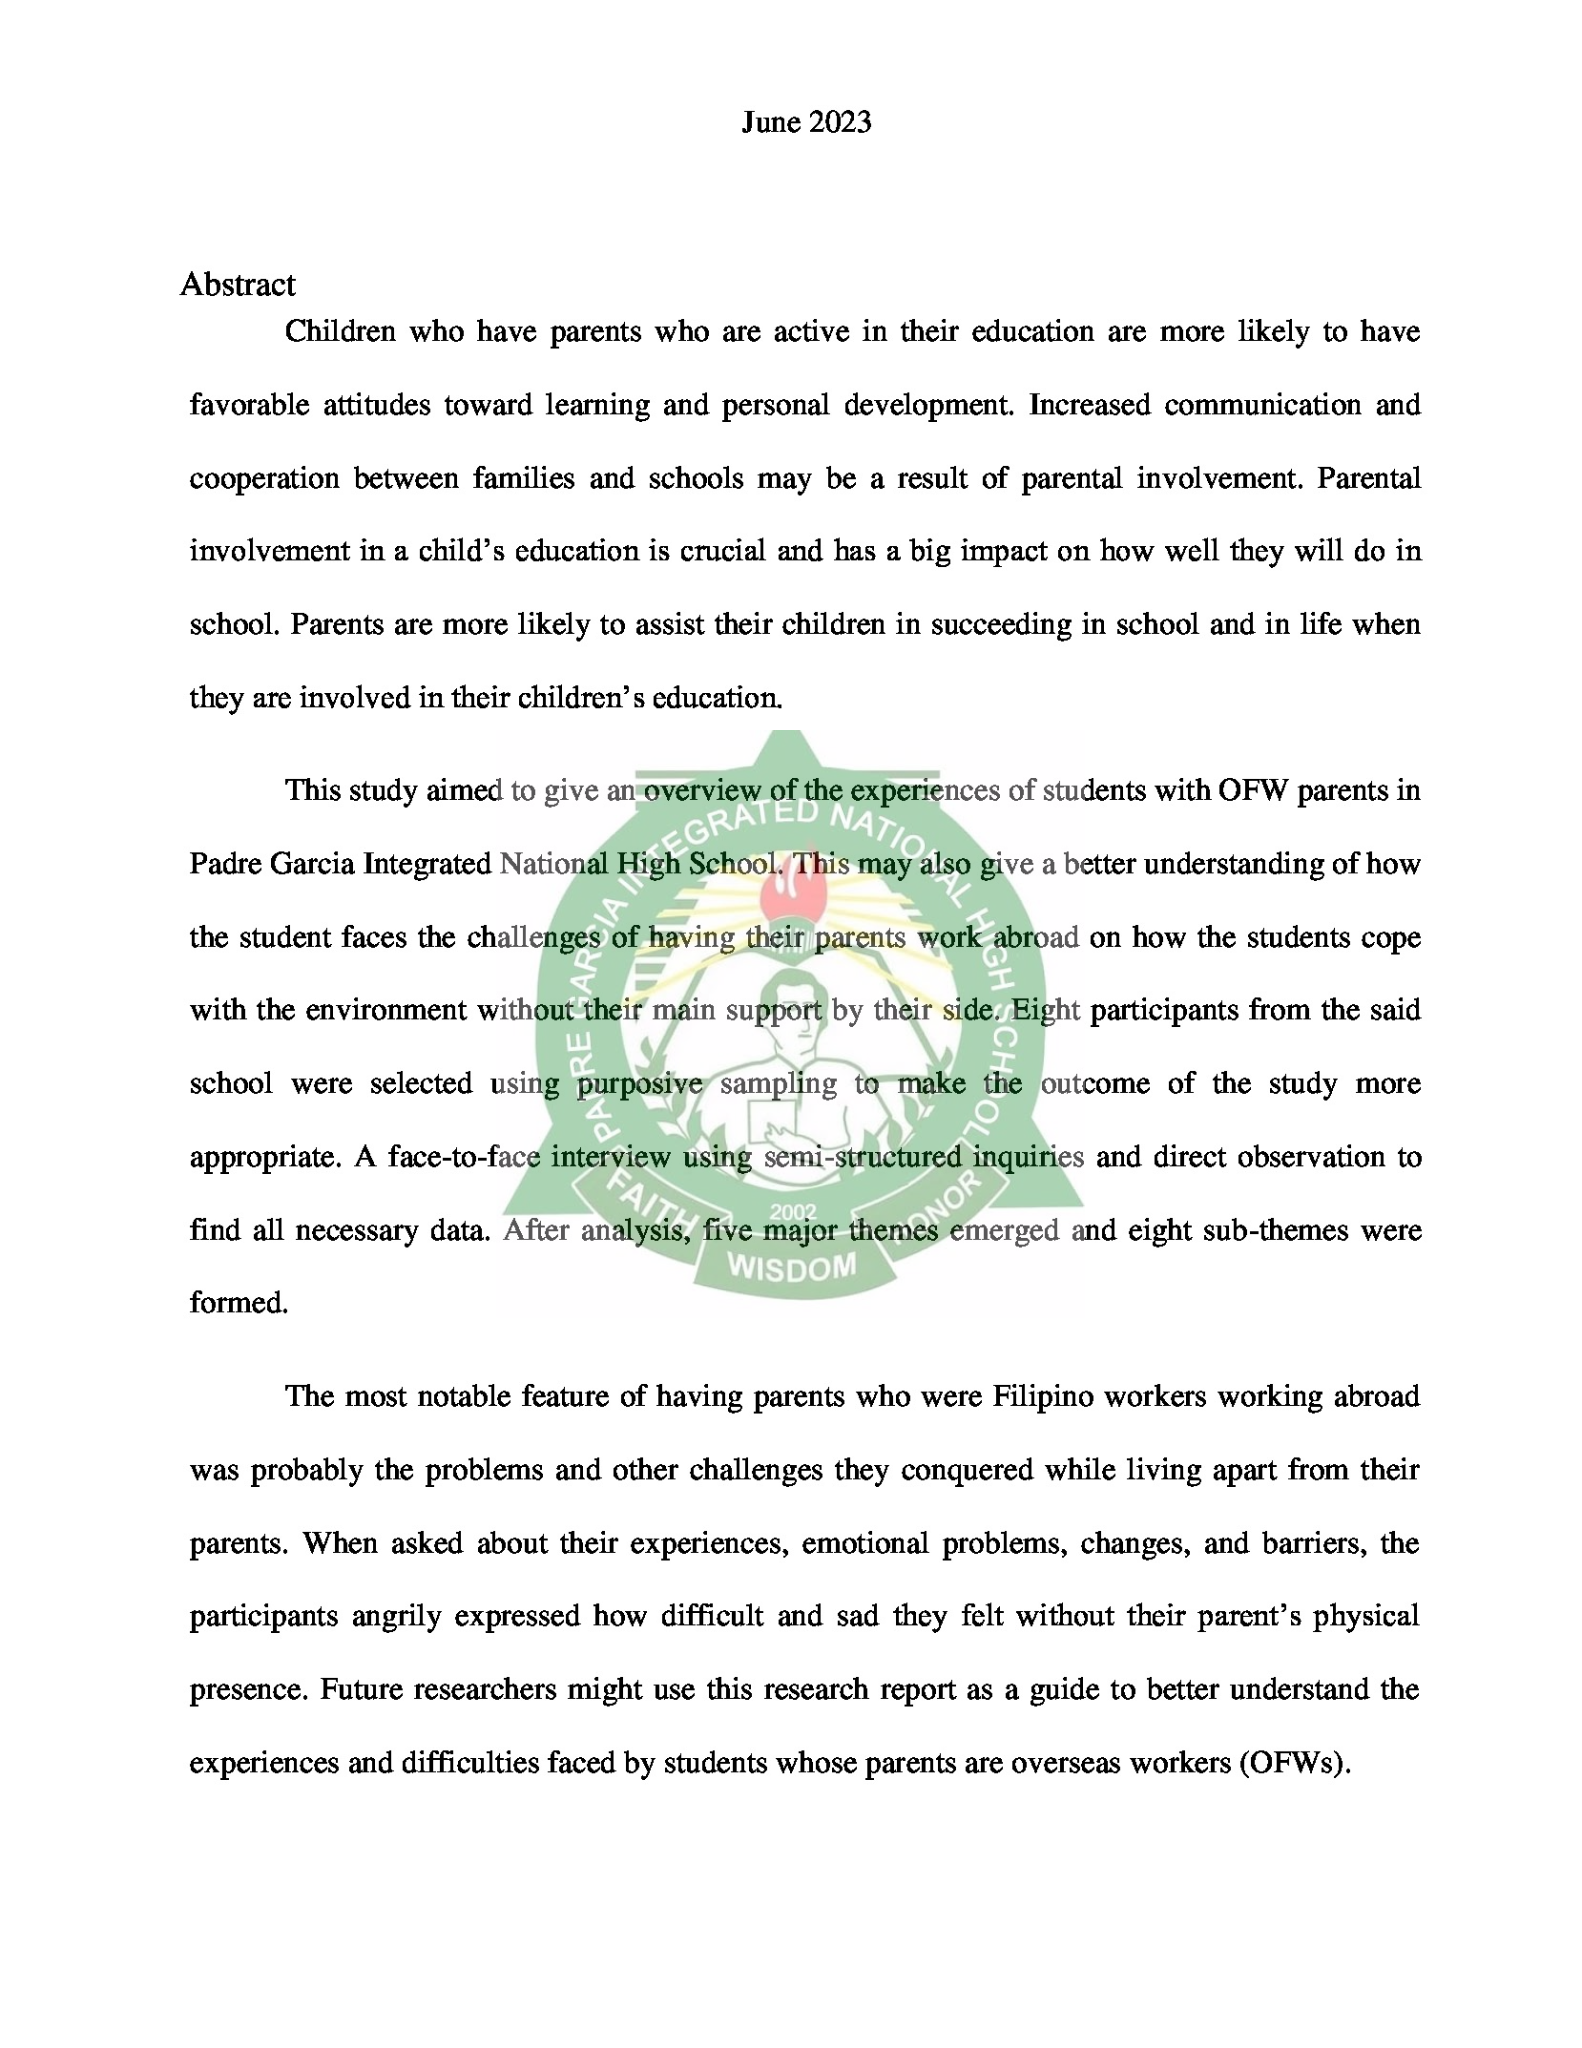 June 2023
Abstract
Children who have parents who are active in their education are more likely to have
favorable attitudes toward learning and personal development. Increased communication and
cooperation between families and schools may be a result of parental involvement. Parental
involvement in a child’s education is crucial and has a big impact on how well they will do in
school. Parents are more likely to assist their children in succeeding in school and in life when
they are involved in their children’s education.
This study aimed to give an overview of the experiences of students with OFW parents in
Padre Garcia Integrated National High School. This may also give a better understanding of how
the student faces the challenges of having their parents work abroad on how the students cope
with the environment without their main support by their side. Eight participants from the said
school were selected using purposive sampling to make the outcome of the study more
appropriate. A face-to-face interview using semi-structured inquiries and direct observation to
find all necessary data. After analysis, five major themes emerged and eight sub-themes were
formed.
The most notable feature of having parents who were Filipino workers working abroad
was probably the problems and other challenges they conquered while living apart from their
parents. When asked about their experiences, emotional problems, changes, and barriers, the
participants angrily expressed how difficult and sad they felt without their parent’s physical
presence. Future researchers might use this research report as a guide to better understand the
experiences and difficulties faced by students whose parents are overseas workers (OFWs).
PADRE GARCIA INTEGRATED NATIONAL HIGH SCHOOL
2002
FAITH
WISDOM
HONOR